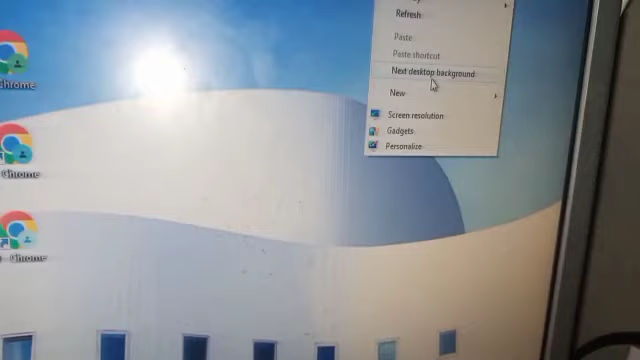 Refresh
Paste
Paste shortcut
Next desktop background
New
Screen resolution
Gadgets
Personalize
Chrome
Chrome
- Chrome